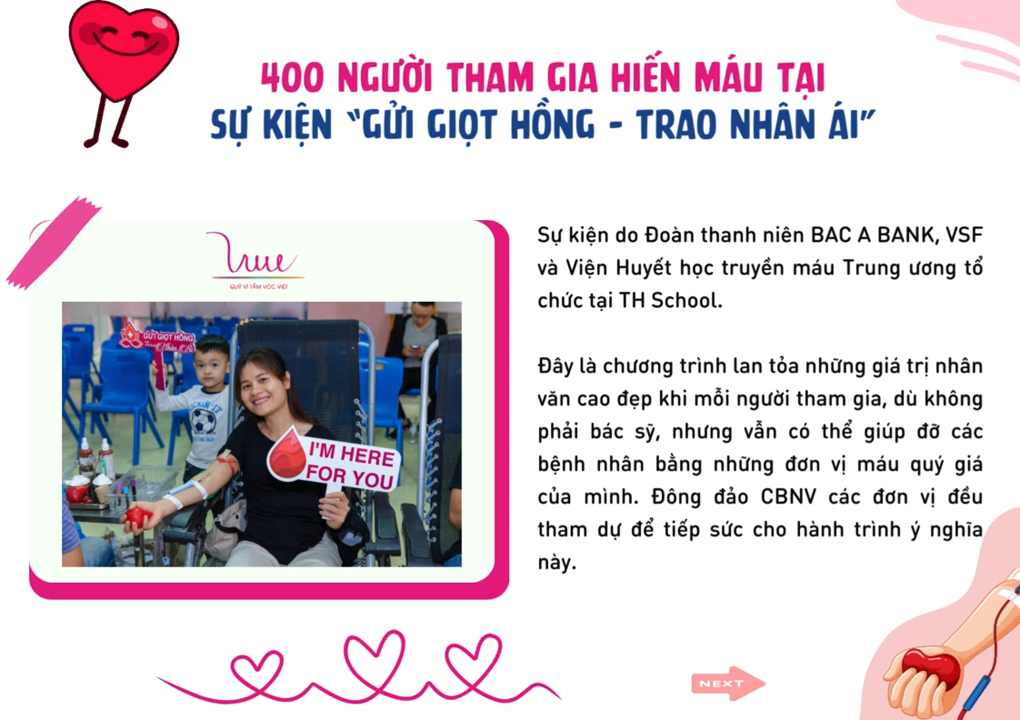 400 NGƯỜI THAM GIA HIẾN MÁU TẠI
SỰ KIỆN “GỬI GIỌT HỒNG - TRAO NHÂN ÁI”
True
QUỸ VÌ TẦM VÓC VIỆT
GỬI GIỌT HỒNG
Trao Nhân Ái
I'M HERE
FOR YOU
Sự kiện do Đoàn thanh niên BAC A BANK, VSF
và Viện Huyết học truyền máu Trung ương tổ
chức tại TH School.
Đây là chương trình lan tỏa những giá trị nhân
văn cao đẹp khi mỗi người tham gia, dù không
phải bác sỹ, nhưng vẫn có thể giúp đỡ các
bệnh nhân bằng những đơn vị máu quý giá
của mình. Đông đảo CBNV các đơn vị đều
tham dự để tiếp sức cho hành trình ý nghĩa
này.
NEXT